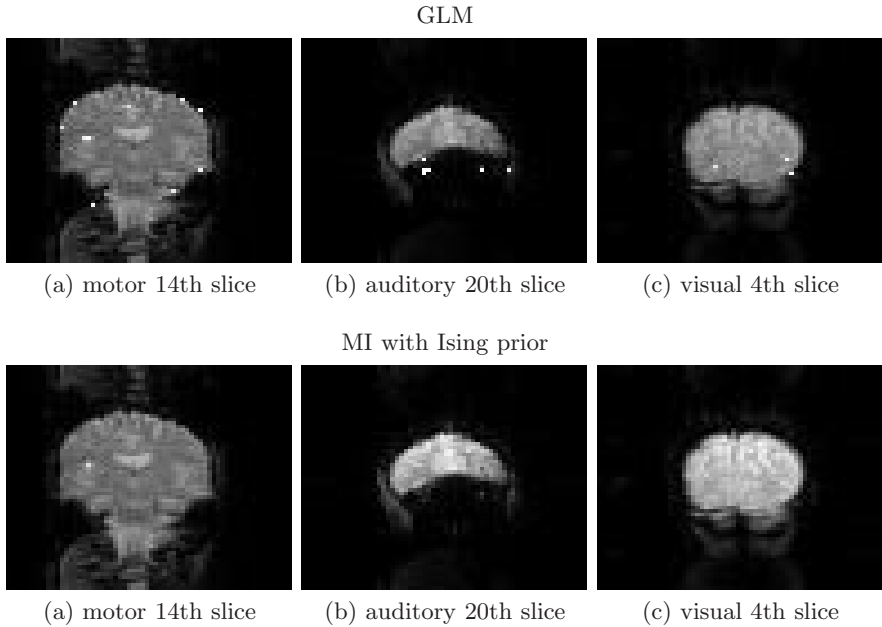 GLM
(a) motor 14th slice
(b) auditory 20th slice
(c) visual 4th slice
MI with Ising prior
(a) motor 14th slice
(b) auditory 20th slice
(c) visual 4th slice